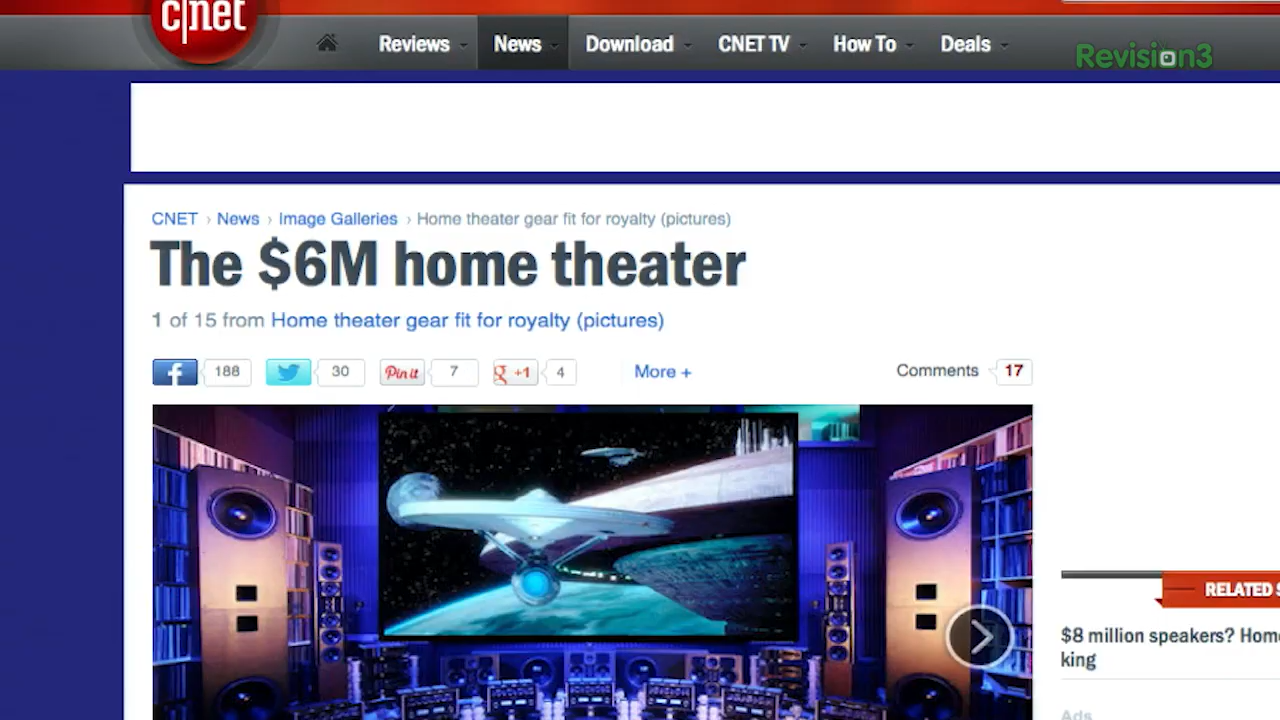 c|net
Reviews News Download CNET TV How To Deals
Revision3
CNET › News › Image Galleries › Home theater gear fit for royalty (pictures)
The $6M home theater
1 of 15 from Home theater gear fit for royalty (pictures)
188 30 Pin it 7 +1 4 More + Comments 17
RELATED S
$8 million speakers? Home
king
Ads